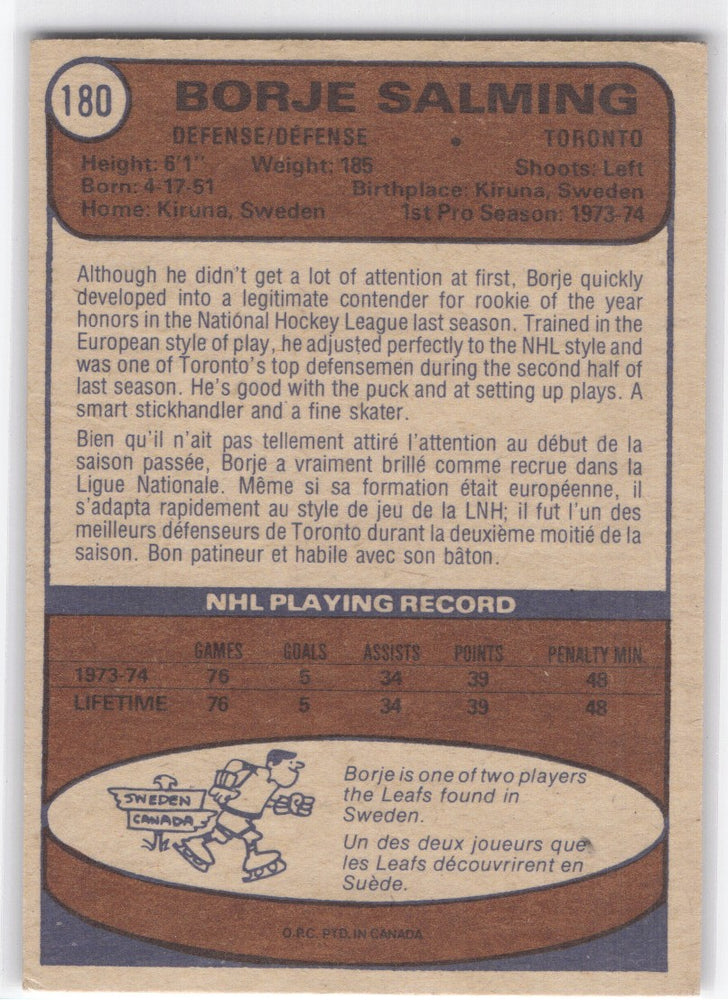 180
BORJE SALMING
DEFENSE/DÉFENSE • TORONTO
Height: 6'1" Weight: 185 Shoots: Left
Born: 4-17-51 Birthplace: Kiruna, Sweden
Home: Kiruna, Sweden 1st Pro Season: 1973-74
Although he didn't get a lot of attention at first, Borje quickly
developed into a legitimate contender for rookie of the year
honors in the National Hockey League last season. Trained in the
European style of play, he adjusted perfectly to the NHL style and
was one of Toronto's top defensemen during the second half of
last season. He's good with the puck and at setting up plays. A
smart stickhandler and a fine skater.
Bien qu'il n'ait pas tellement attiré l'attention au début de la
saison passée, Borje a vraiment brillé comme recrue dans la
Ligue Nationale. Même si sa formation était européenne, il
s'adapta rapidement au style de jeu de la LNH; il fut l'un des
meilleurs défenseurs de Toronto durant la deuxième moitié de la
saison. Bon patineur et habile avec son bâton.
NHL PLAYING RECORD
GAMES GOALS ASSISTS POINTS PENALTY MIN.
1973-74 76 5 34 39 48
LIFETIME 76 5 34 39 48
SWEDEN
CANADA
Borje is one of two players
the Leafs found in
Sweden.
Un des deux joueurs que
les Leafs découvrirent en
Suède.
O.P.C. PTD. IN CANADA